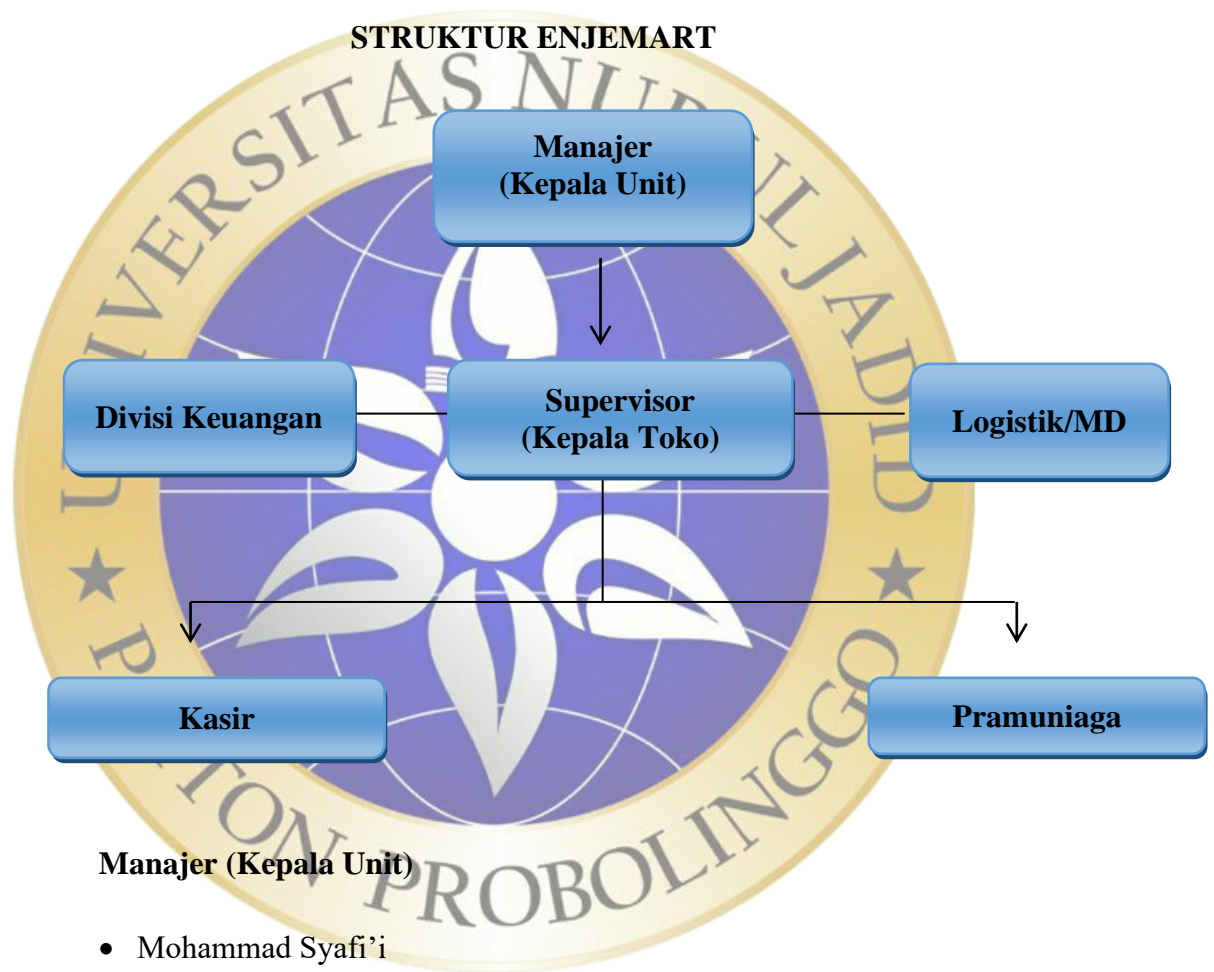 STRUKTUR ENJEMART
UNIVERSITAS NURUL JADID
Manajer
(Kepala Unit)
Divisi Keuangan
Supervisor
(Kepala Toko)
Logistik/MD
Kasir
Pramuniaga
PAITON PROBOLINGGO
Manajer (Kepala Unit)
• Mohammad Syafi’i